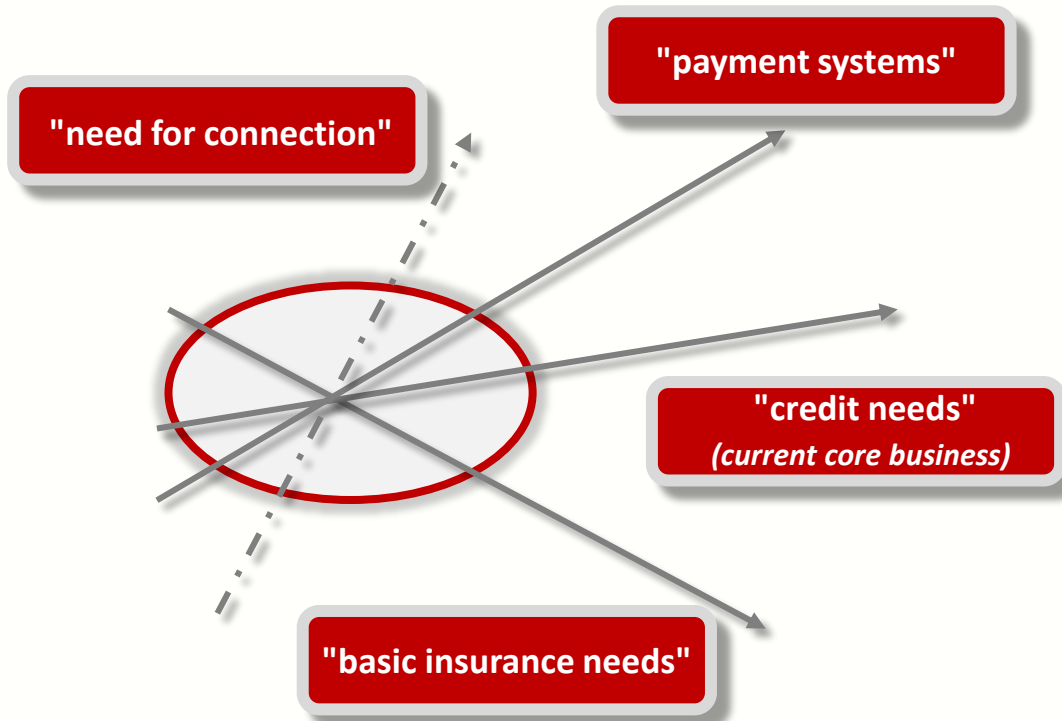 "payment systems"
"need for connection"
"credit needs"
(current core business)
"basic insurance needs"